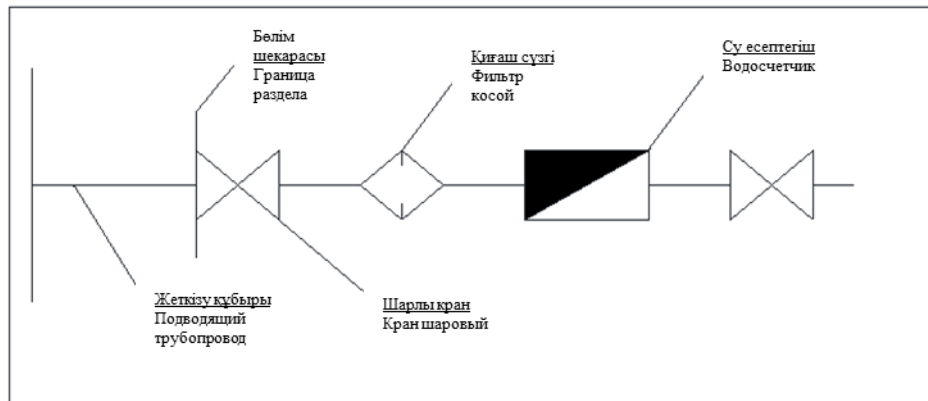 Бөлім
шекарасы
Граница
раздела
Қиғаш сүзгі
Фильтр
косой
Су есептегіш
Водосчетчик
Жеткізу құбыры
Подводящий
трубопровод
Шарлы кран
Кран шаровый